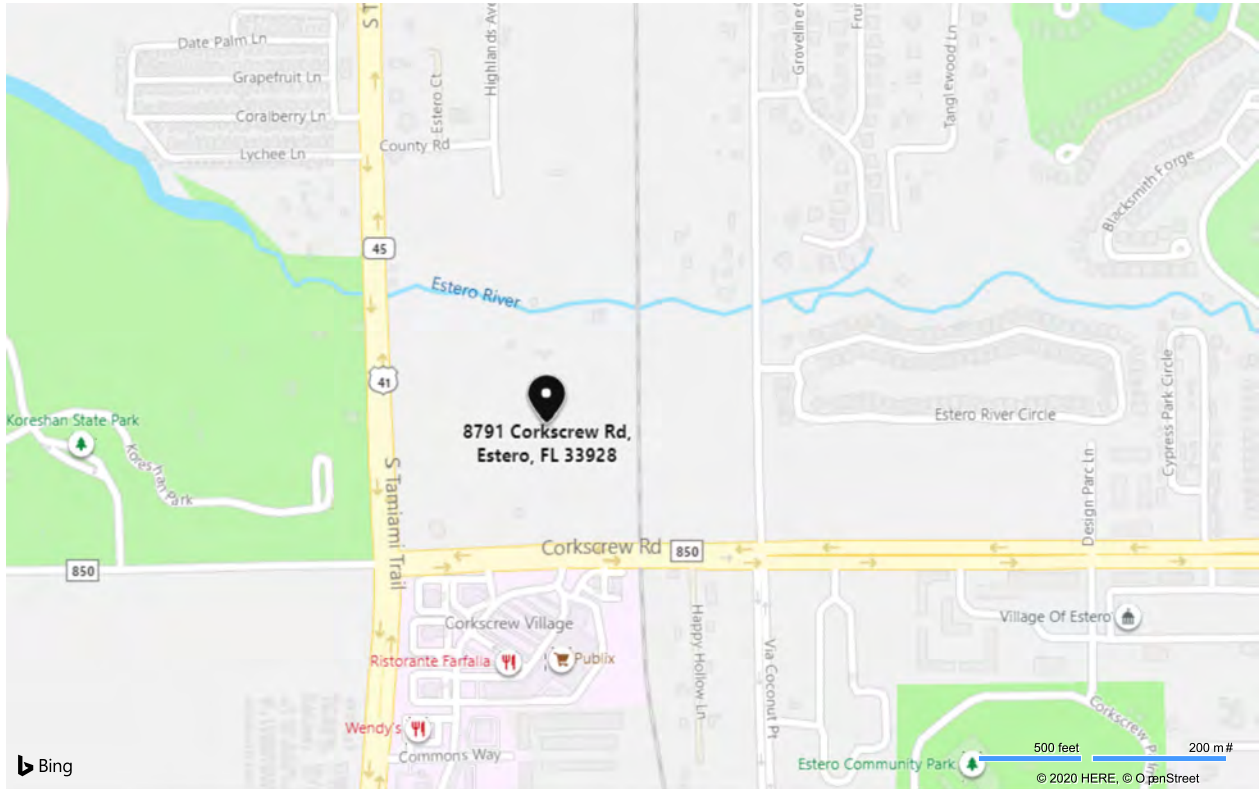 S T
Date Palm Ln
Grapefruit Ln
Coralberry Ln
Lychee Ln
County Rd
Estero Ct
Highlands Ave
Tanglewood Ln
Blacksmith Forge
45
Estero River
41
8791 Corkscrew Rd,
Estero, FL 33928
Koreshan State Park
Koreshan Park
S Tamiami Trail
Estero River Circle
Cypress Park Circle
Design Parc Ln
Corkscrew Rd
850
850
Corkscrew Village
Ristorante Farfalla
Publix
Wendy's
Commons Way
Happy Hollow Ln
Via Coconut Pt
Village Of Estero
Estero Community Park
500 feet
200 m#
Bing
© 2020 HERE, © OpenStreet